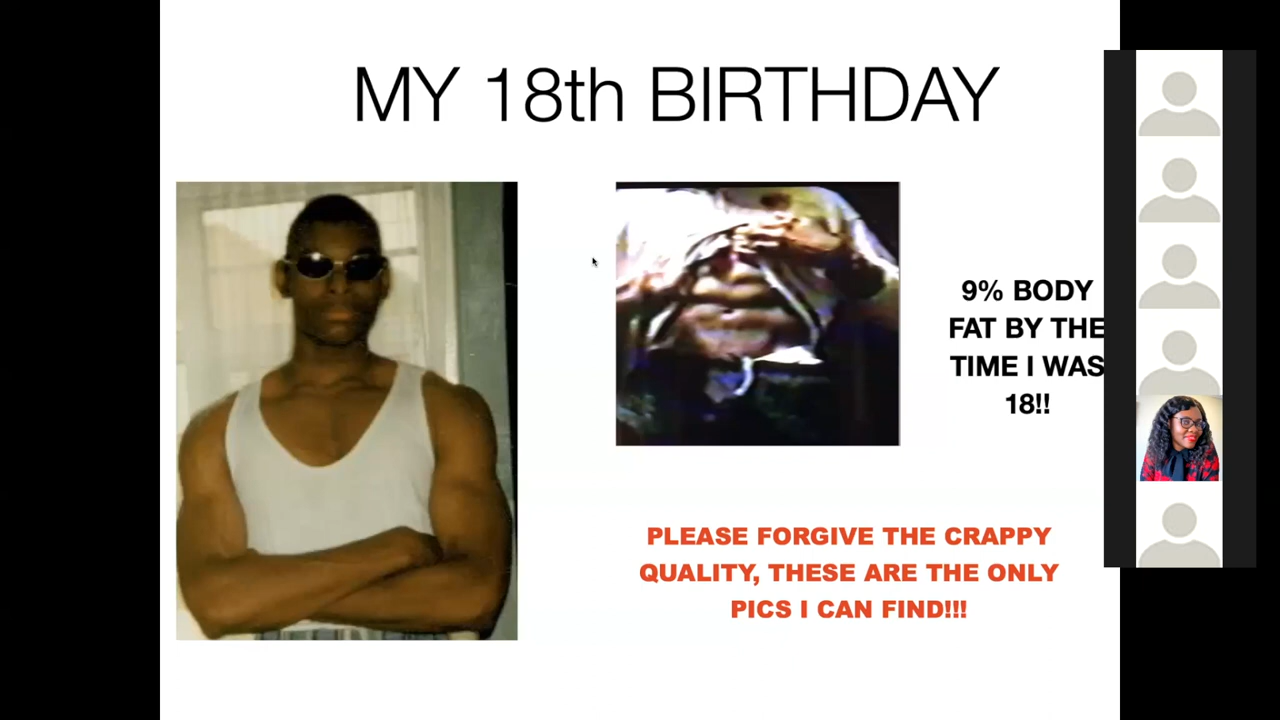 MY 18th BIRTHDAY
9% BODY
FAT BY THE
TIME I WAS
18!!
PLEASE FORGIVE THE CRAPPY
QUALITY, THESE ARE THE ONLY
PICS I CAN FIND!!!